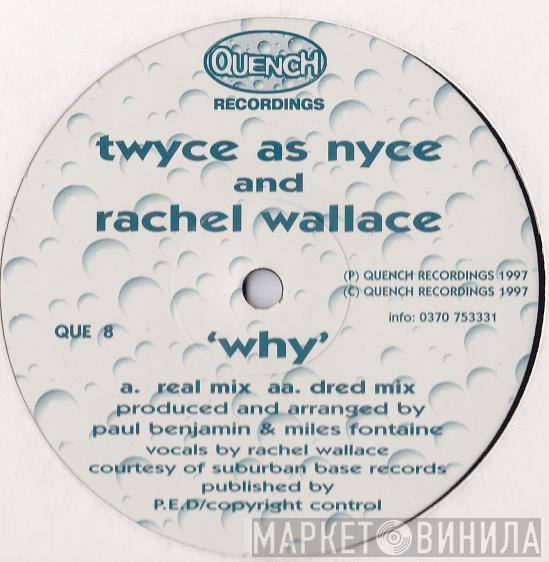 QUENCH
RECORDINGS
twyce as nyce
and
rachel wallace
(P) QUENCH RECORDINGS 1997
(C) QUENCH RECORDINGS 1997
info: 0370 753331
QUE 8
'why'
a. real mix aa. dred mix
produced and arranged by
paul benjamin & miles fontaine
vocals by rachel wallace
courtesy of suburban base records
published by
P.E.D/copyright control
МАРКЕТ ВИНИЛА